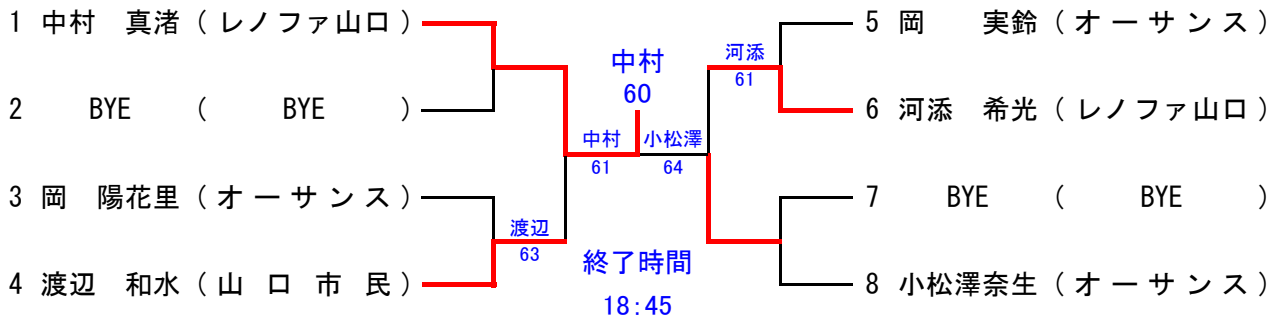 1 中村 真渚（レノファ山口）
2 BYE （ BYE ）
3 岡 陽花里（オーサンス）
4 渡辺 和水（山口市民）
渡辺
63
中村
61
中村
60
小松澤
64
河添
61
終了時間
18:45
5 岡 実鈴（オーサンス）
6 河添 希光（レノファ山口）
7 BYE （ BYE ）
8 小松澤奈生（オーサンス）